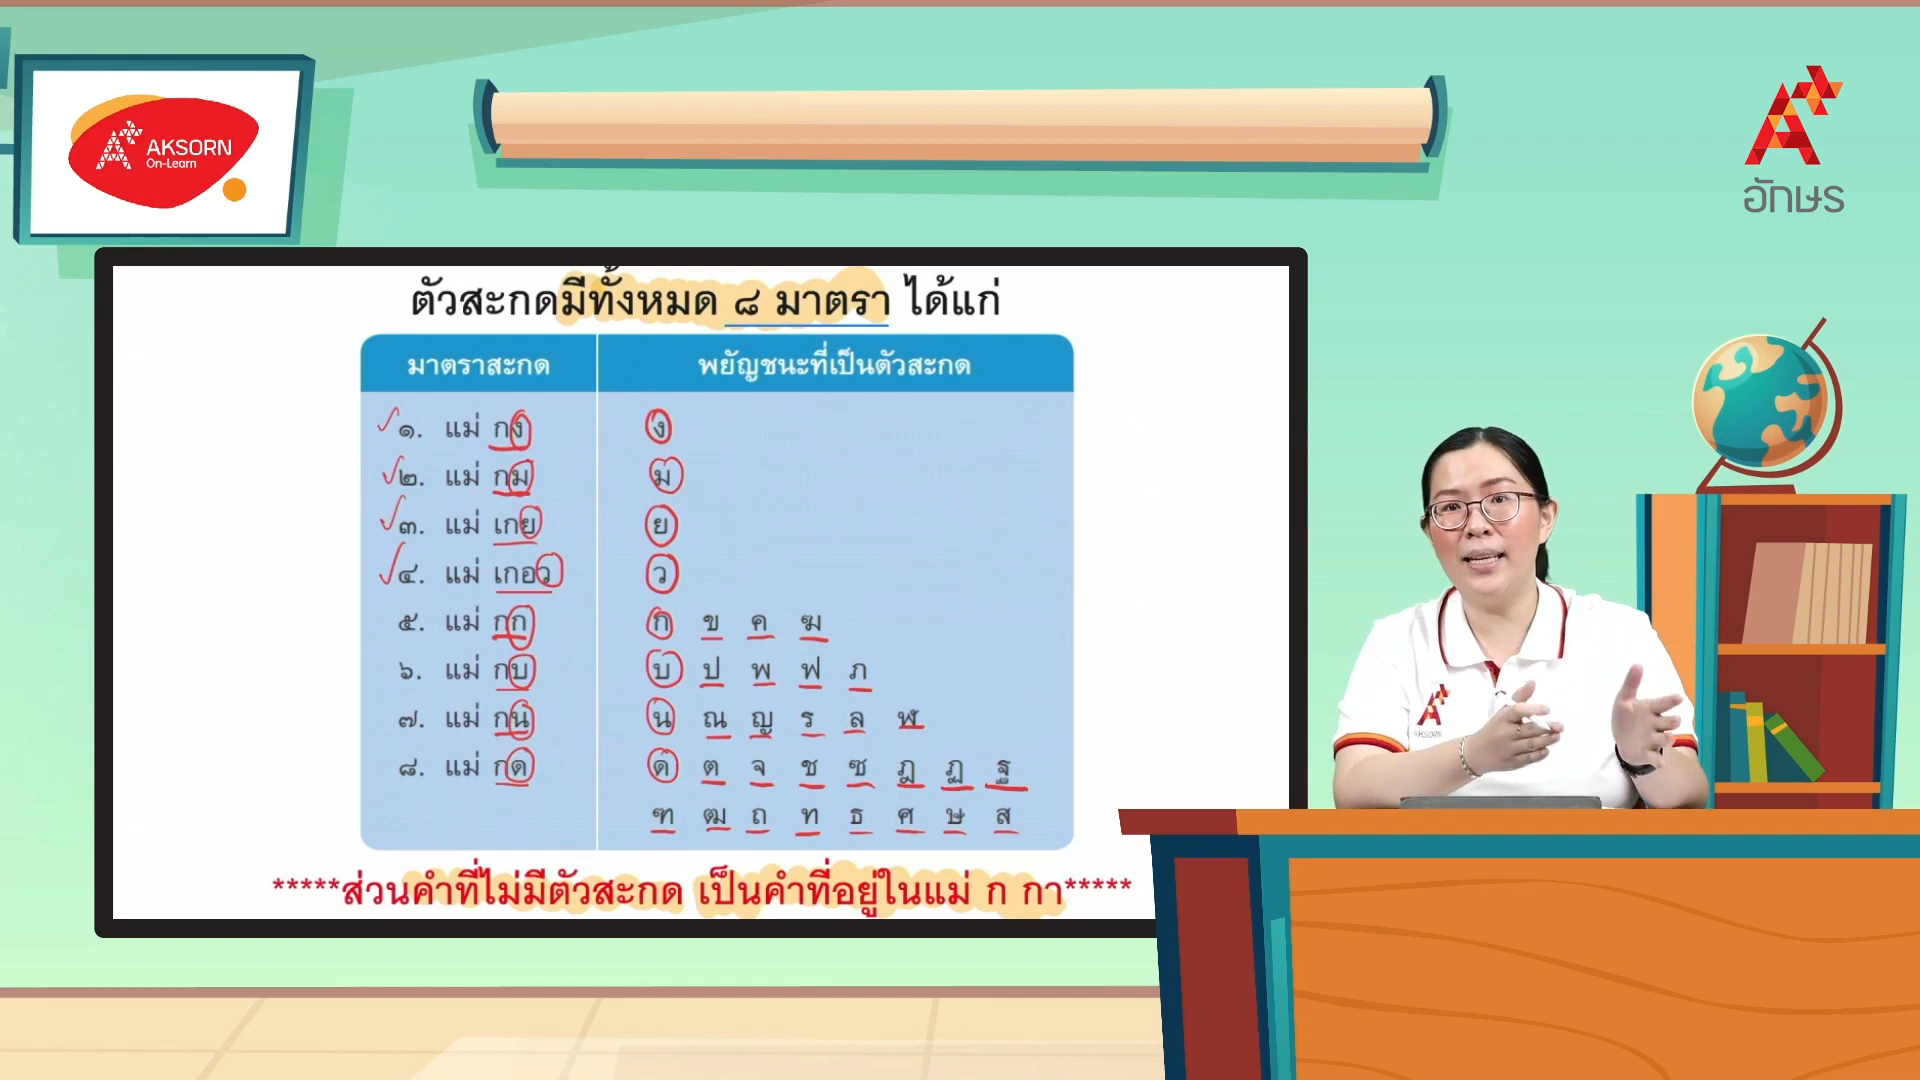 AKSORN
On-Learn
อักษร
ตัวสะกดมีทั้งหมด ๘ มาตรา ได้แก่
มาตราสะกด พยัญชนะที่เป็นตัวสะกด
๑. แม่ กง ง
๒. แม่ กม ม
๓. แม่ เกย ย
๔. แม่ เกอว ว
๕. แม่ กก ก ข ค ฆ
๖. แม่ กบ บ ป พ ฟ ภ
๗. แม่ กน น ณ ญ ร ล ฬ
๘. แม่ กด ด ต จ ช ซ ฎ ฏ ฐ
ฑ ฒ ถ ท ธ ศ ษ ส
*****ส่วนคำที่ไม่มีตัวสะกด เป็นคำที่อยู่ในแม่ ก กา*****
AKSORN